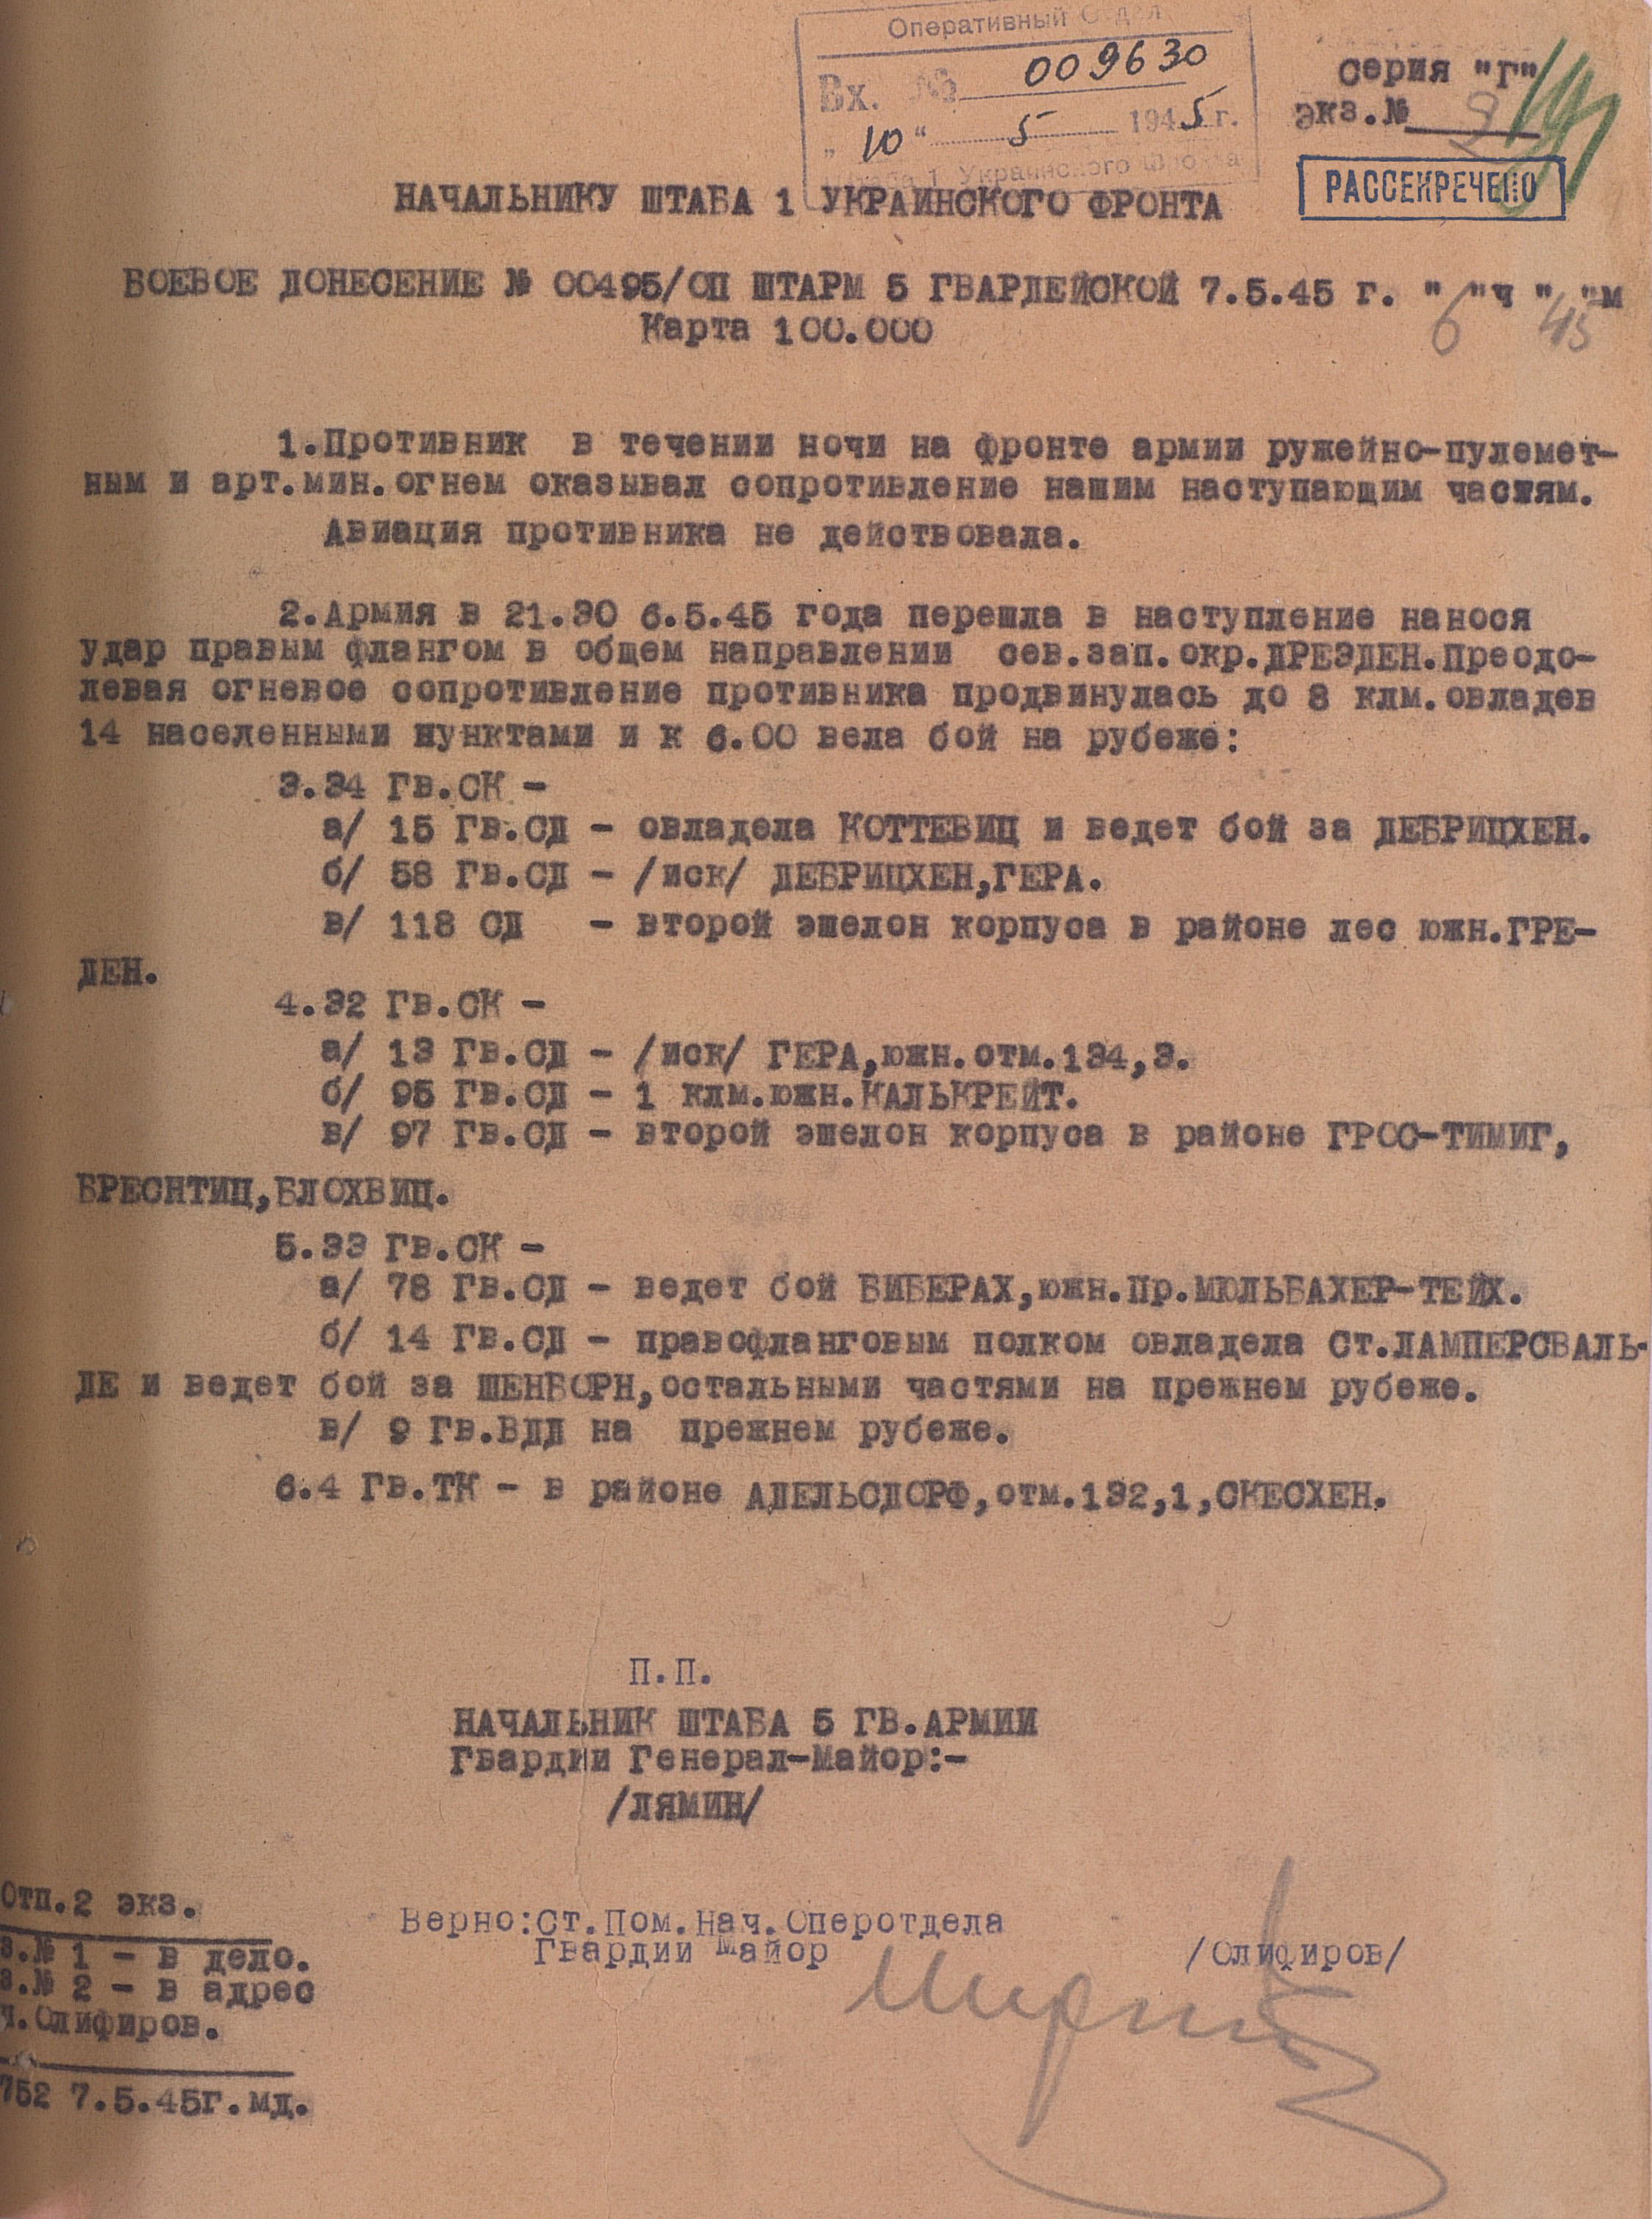 Оперативный Отдел
Вх. № 009630
„ 10 “ 5 1945 г.
Штаба 1 Украинского Фронта
серия "Г"
экз.№ 2
РАССЕКРЕЧЕНО
НАЧАЛЬНИКУ ШТАБА 1 УКРАИНСКОГО ФРОНТА
БОЕВОЕ ДОНЕСЕНИЕ № 00495/ОП ШТАРМ 5 ГВАРДЕЙСКОЙ 7.5.45 г. "6"ч "45"м
Карта 100.000
1.Противник в течении ночи на фронте армии ружейно-пулемет-
ным и арт.мин.огнем оказывал сопротивление нашим наступающим частям.
Авиация противника не действовала.
2.Армия в 21.30 6.5.45 года перешла в наступление нанося
удар правым флангом в общем направлении сев.зап.окр.ДРЕЗДЕН.Преодо-
левая огневое сопротивление противника продвинулась до 8 клм.овладев
14 населенными пунктами и к 6.00 вела бой на рубеже:
3.34 Гв.СК -
а/ 15 Гв.СД - овладела КОТТЕВИЦ и ведет бой за ДЕБРИЦХЕН.
б/ 58 Гв.СД - /иск/ ДЕБРИЦХЕН,ГЕРА.
в/ 118 СД - второй эшелон корпуса в районе лес южн.ГРЕ-
ДЕН.
4.32 Гв.СК -
а/ 13 Гв.СД - /иск/ ГЕРА,южн.отм.134,3.
б/ 95 Гв.СД - 1 клм.южн.КАЛЬКРЕЙТ.
в/ 97 Гв.СД - второй эшелон корпуса в районе ГРОС-ТИМИГ,
БРЕСНТИЦ,БЛОХВИЦ.
5.33 Гв.СК -
а/ 78 Гв.СД - ведет бой БИБЕРАХ,южн.Пр.МЮЛЬБАХЕР-ТЕЙХ.
б/ 14 Гв.СД - правофланговым полком овладела Ст.ЛАМПЕРСВАЛЬ-
ДЕ и ведет бой за ШЕНБОРН,остальными частями на прежнем рубеже.
в/ 9 Гв.ВДД на прежнем рубеже.
6.4 Гв.ТК - в районе АДЕЛЬСДОРФ,отм.132,1,СКЕСХЕН.
П.П.
НАЧАЛЬНИК ШТАБА 5 ГВ.АРМИИ
Гвардии Генерал-Майор:-
/ЛЯМИН/
Отп.2 экз.
з.№ 1 - в дело.
з.№ 2 - в адрес
ч.Олифиров.
752 7.5.45г.мд.
Верно:Ст.Пом.Нач.Оперотдела
Гвардии Майор /Олифиров/